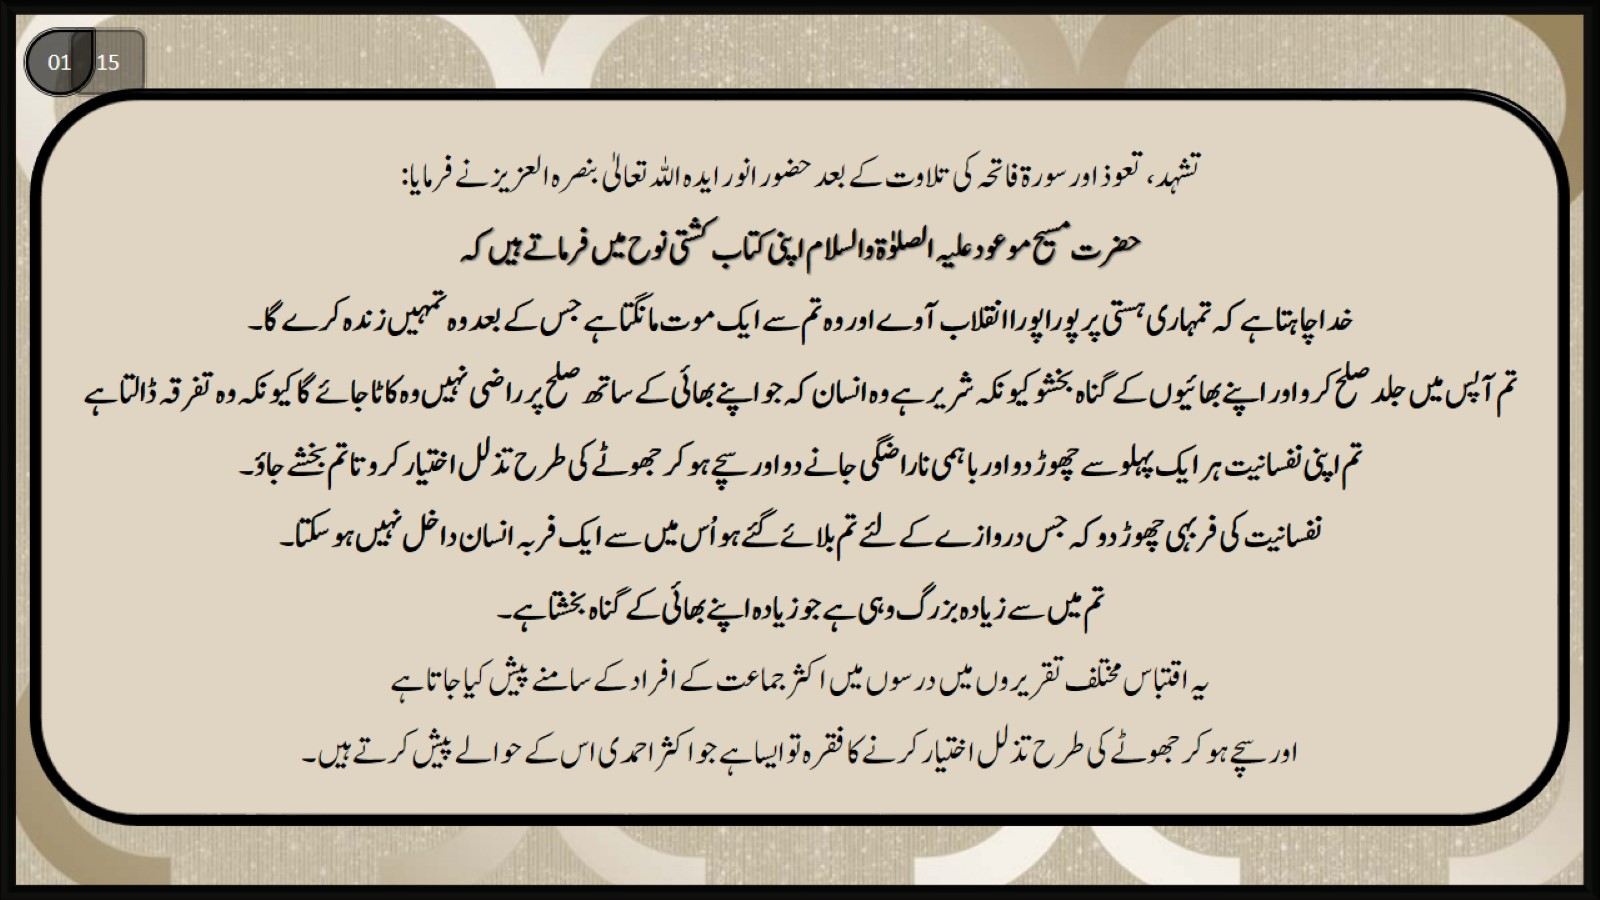 01 15
تشہد، تعوذ اور سورۃ فاتحہ کی تلاوت کے بعد حضور انور ایدہ اللہ تعالیٰ بنصرہ العزیز نے فرمایا:
حضرت مسیح موعود علیہ الصلوٰۃ والسلام اپنی کتاب کشتی نوح میں فرماتے ہیں کہ
خدا چاہتا ہے کہ تمہاری ہستی پر پورا پورا انقلاب آوے اور وہ تم سے ایک موت مانگتا ہے جس کے بعد وہ تمہیں زندہ کرے گا۔
تم آپس میں جلد صلح کرو اور اپنے بھائیوں کے گناہ بخشو کیونکہ شریر ہے وہ انسان کہ جو اپنے بھائی کے ساتھ صلح پر راضی نہیں وہ کاٹا جائے گا کیونکہ وہ تفرقہ ڈالتا ہے
تم اپنی نفسانیت ہر ایک پہلو سے چھوڑ دو اور باہمی ناراضگی جانے دو اور سچے ہو کر جھوٹے کی طرح تذلل اختیار کرو تا تم بخشے جاؤ۔
نفسانیت کی فربہی چھوڑ دو کہ جس دروازے کے لئے تم بلائے گئے ہو اُس میں سے ایک فربہ انسان داخل نہیں ہو سکتا۔
تم میں سے زیادہ بزرگ وہی ہے جو زیادہ اپنے بھائی کے گناہ بخشتا ہے۔
یہ اقتباس مختلف تقریروں میں درسوں میں اکثر جماعت کے افراد کے سامنے پیش کیا جاتا ہے
اور سچے ہو کر جھوٹے کی طرح تذلل اختیار کرنے کا فقرہ تو ایسا ہے جو اکثر احمدی اس کے حوالے پیش کرتے ہیں۔